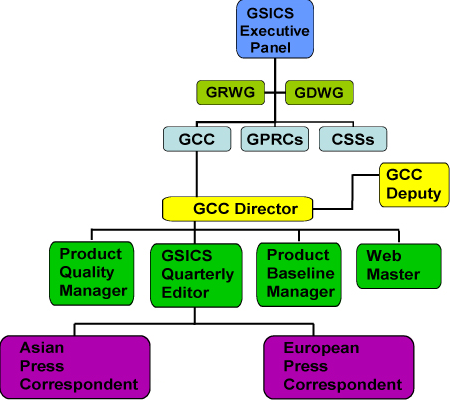 GSICS
Executive
Panel
GRWG
GDWG
GCC
GPRCs
CSSs
GCC
Deputy
GCC Director
Product
Quality
Manager
GSICS
Quarterly
Editor
Product
Baseline
Manager
Web
Master
Asian
Press
Correspondent
European
Press
Correspondent